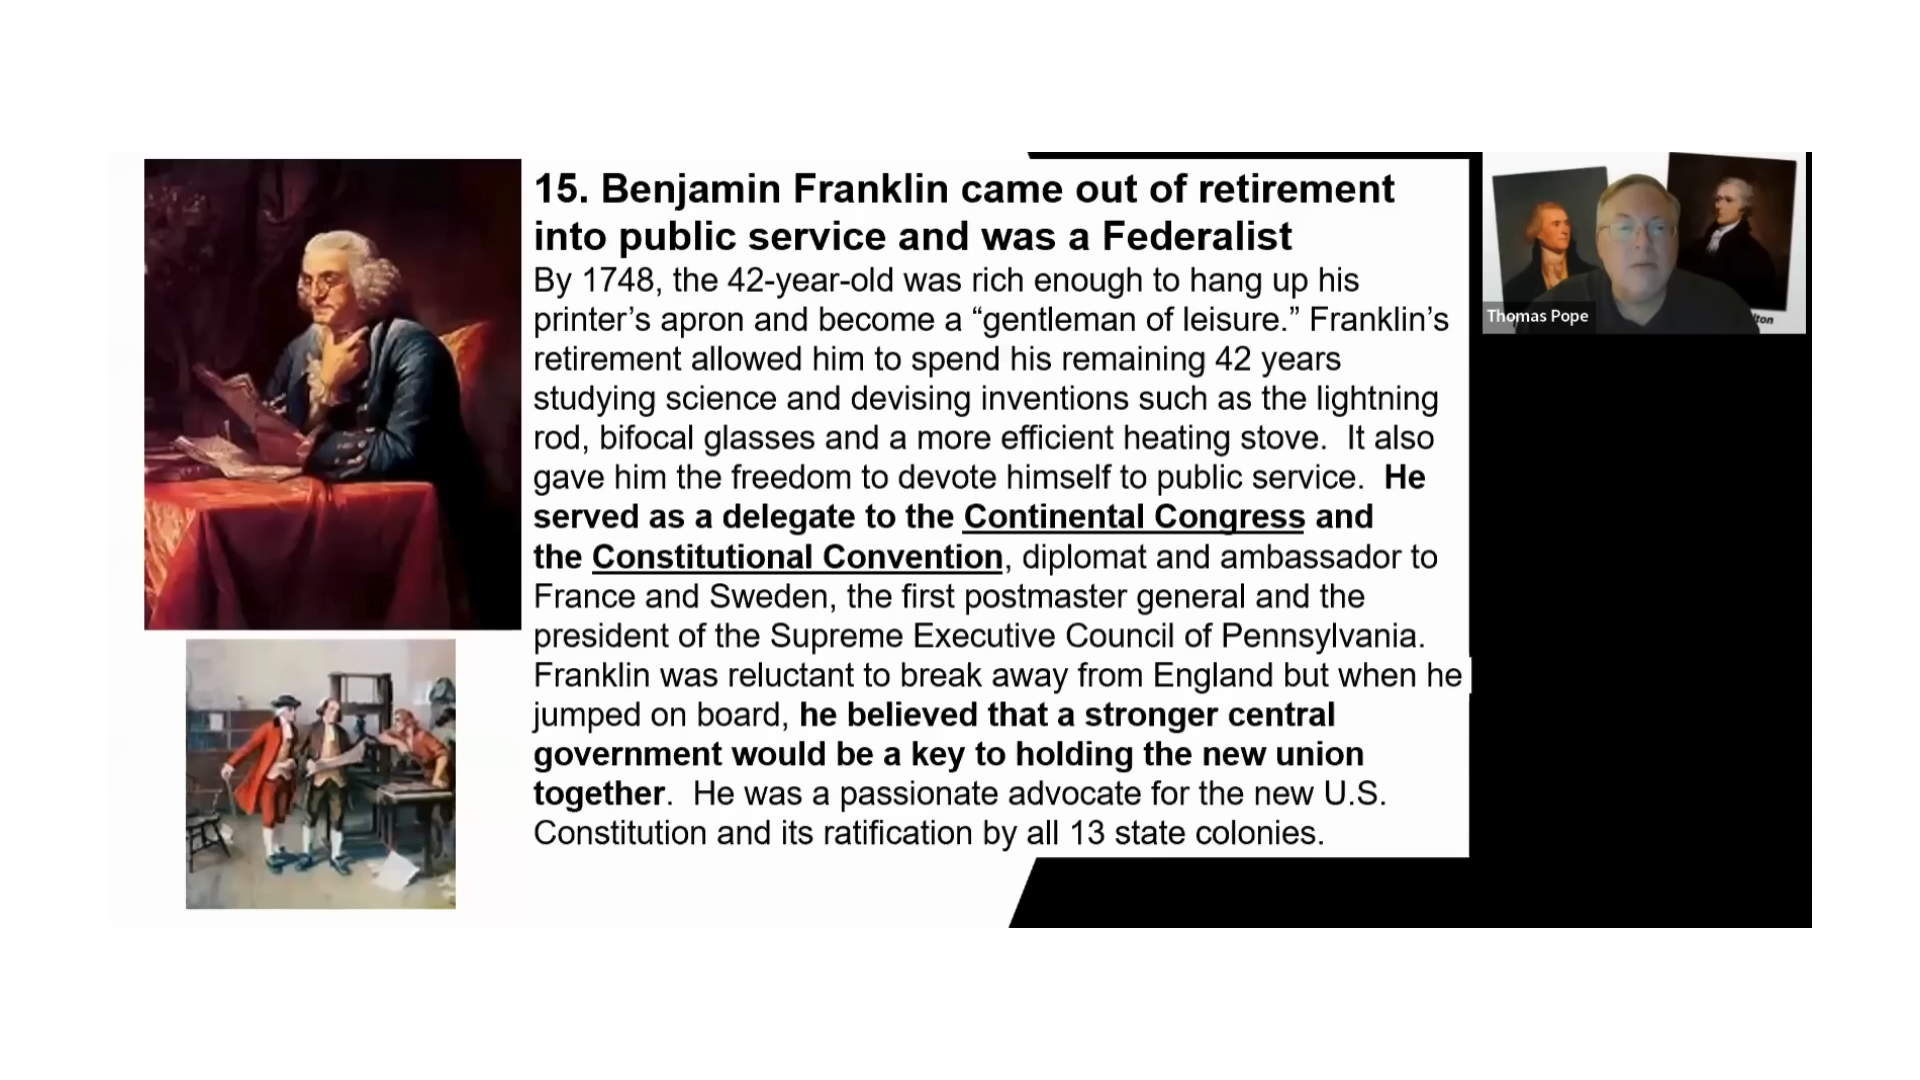 15. Benjamin Franklin came out of retirement
into public service and was a Federalist
By 1748, the 42-year-old was rich enough to hang up his
printer’s apron and become a “gentleman of leisure.” Franklin’s
retirement allowed him to spend his remaining 42 years
studying science and devising inventions such as the lightning
rod, bifocal glasses and a more efficient heating stove.  It also
gave him the freedom to devote himself to public service.  He
served as a delegate to the Continental Congress and
the Constitutional Convention, diplomat and ambassador to
France and Sweden, the first postmaster general and the
president of the Supreme Executive Council of Pennsylvania.
Franklin was reluctant to break away from England but when he
jumped on board, he believed that a stronger central
government would be a key to holding the new union
together.  He was a passionate advocate for the new U.S.
Constitution and its ratification by all 13 state colonies.
Thomas Pope